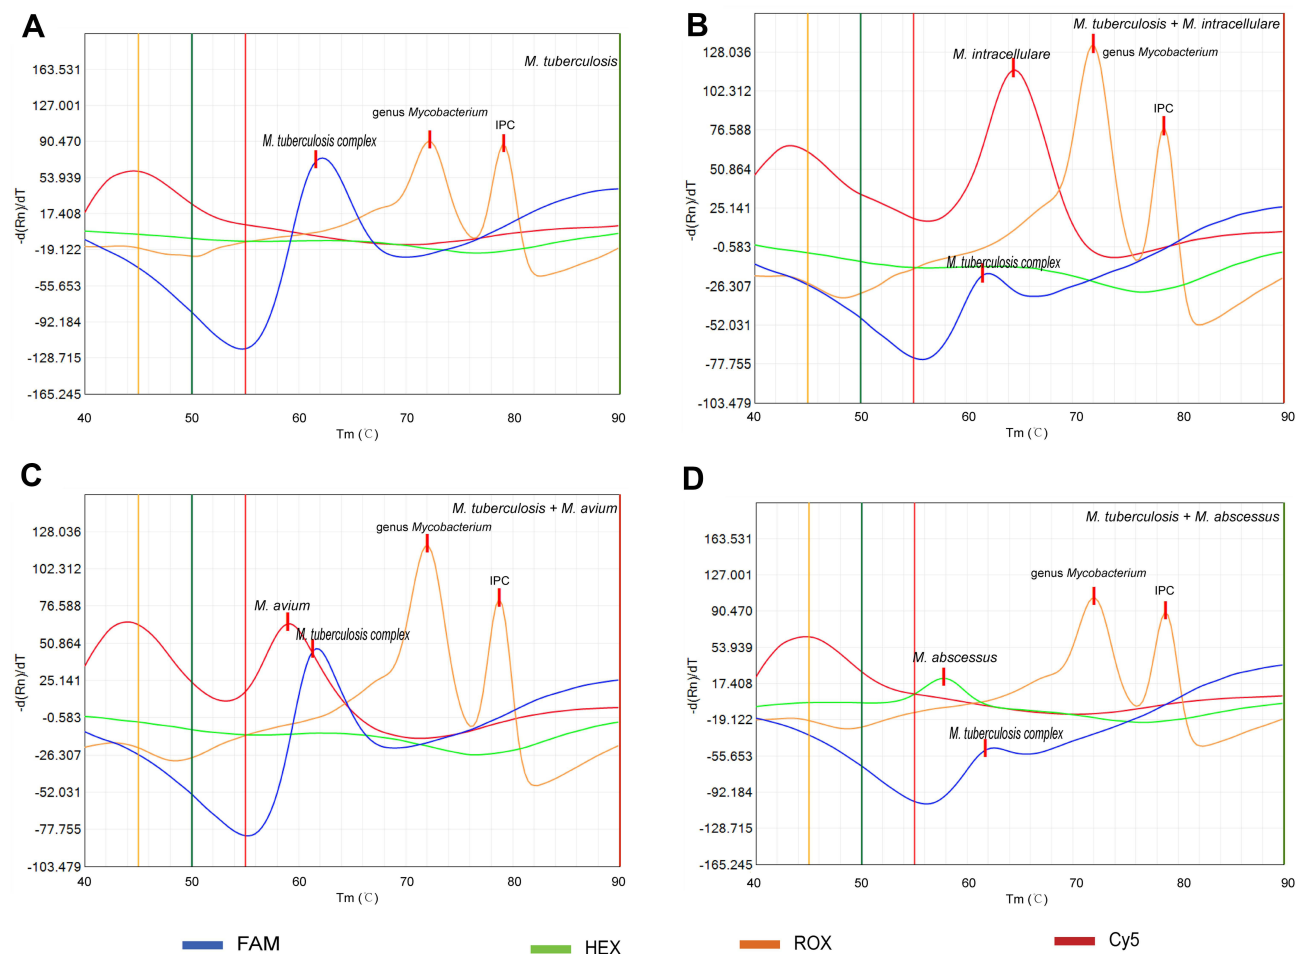 A
M. tuberculosis
163.531
127.001
90.470
53.939
17.408
-19.122
-55.653
-92.184
-128.715
-165.245
-d(Rn)/dT
genus Mycobacterium
IPC
M. tuberculosis complex
40
50
60
70
80
90
Tm (℃)
B
M. tuberculosis + M. intracellulare
128.036
102.312
76.588
50.864
25.141
-0.583
-26.307
-52.031
-77.755
-103.479
-d(Rn)/dT
M. intracellulare
genus Mycobacterium
IPC
M. tuberculosis complex
40
50
60
70
80
90
Tm (℃)
C
M. tuberculosis + M. avium
128.036
102.312
76.588
50.864
25.141
-0.583
-26.307
-52.031
-77.755
-103.479
-d(Rn)/dT
genus Mycobacterium
IPC
M. avium
M. tuberculosis complex
40
50
60
70
80
90
Tm (℃)
D
M. tuberculosis + M. abscessus
163.531
127.001
90.470
53.939
17.408
-19.122
-55.653
-92.184
-128.715
-165.245
-d(Rn)/dT
genus Mycobacterium
IPC
M. abscessus
M. tuberculosis complex
40
50
60
70
80
90
Tm (℃)
FAM
HEX
ROX
Cy5